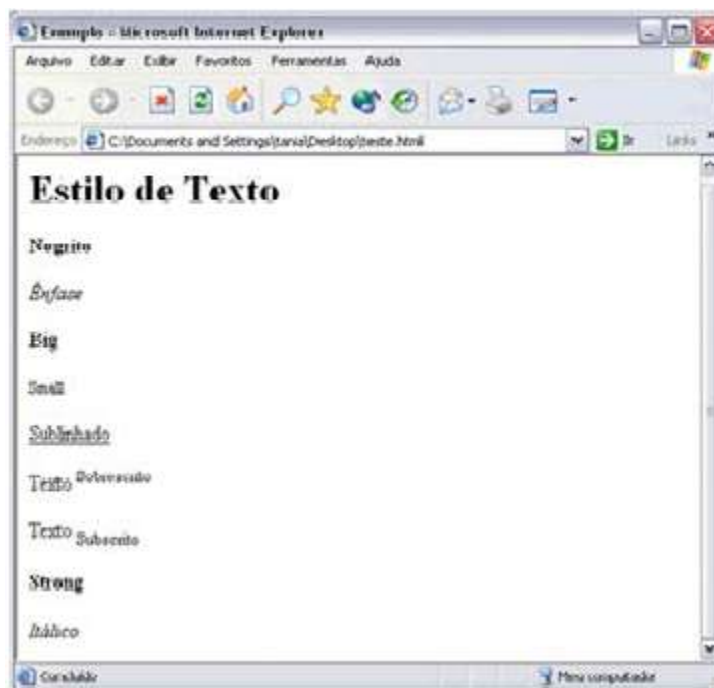 Exemplo - Microsoft Internet Explorer
Arquivo Editar Exibir Favoritos Ferramentas Ajuda
Endereço C:\Documents and Settings\tania\Desktop\teste.html Ir Links »
Estilo de Texto
Negrito
Ênfase
Big
Small
Sublinhado
Texto Sobrescrito
Texto Subscrito
Strong
Itálico
Concluído Meu computador